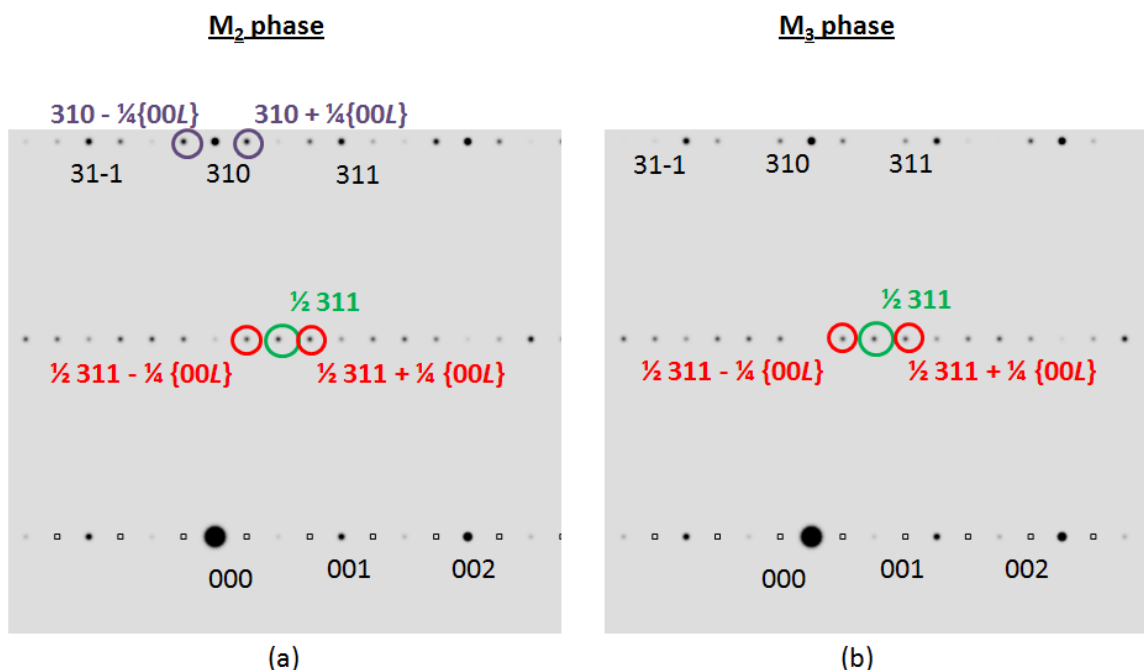 M2 phase
M3 phase
310 - ¼{00L}
310 + ¼{00L}
31-1
310
311
31-1
310
311
½ 311
½ 311
½ 311 - ¼ {00L}
½ 311 + ¼ {00L}
½ 311 - ¼ {00L}
½ 311 + ¼ {00L}
000
001
002
000
001
002
(a)
(b)